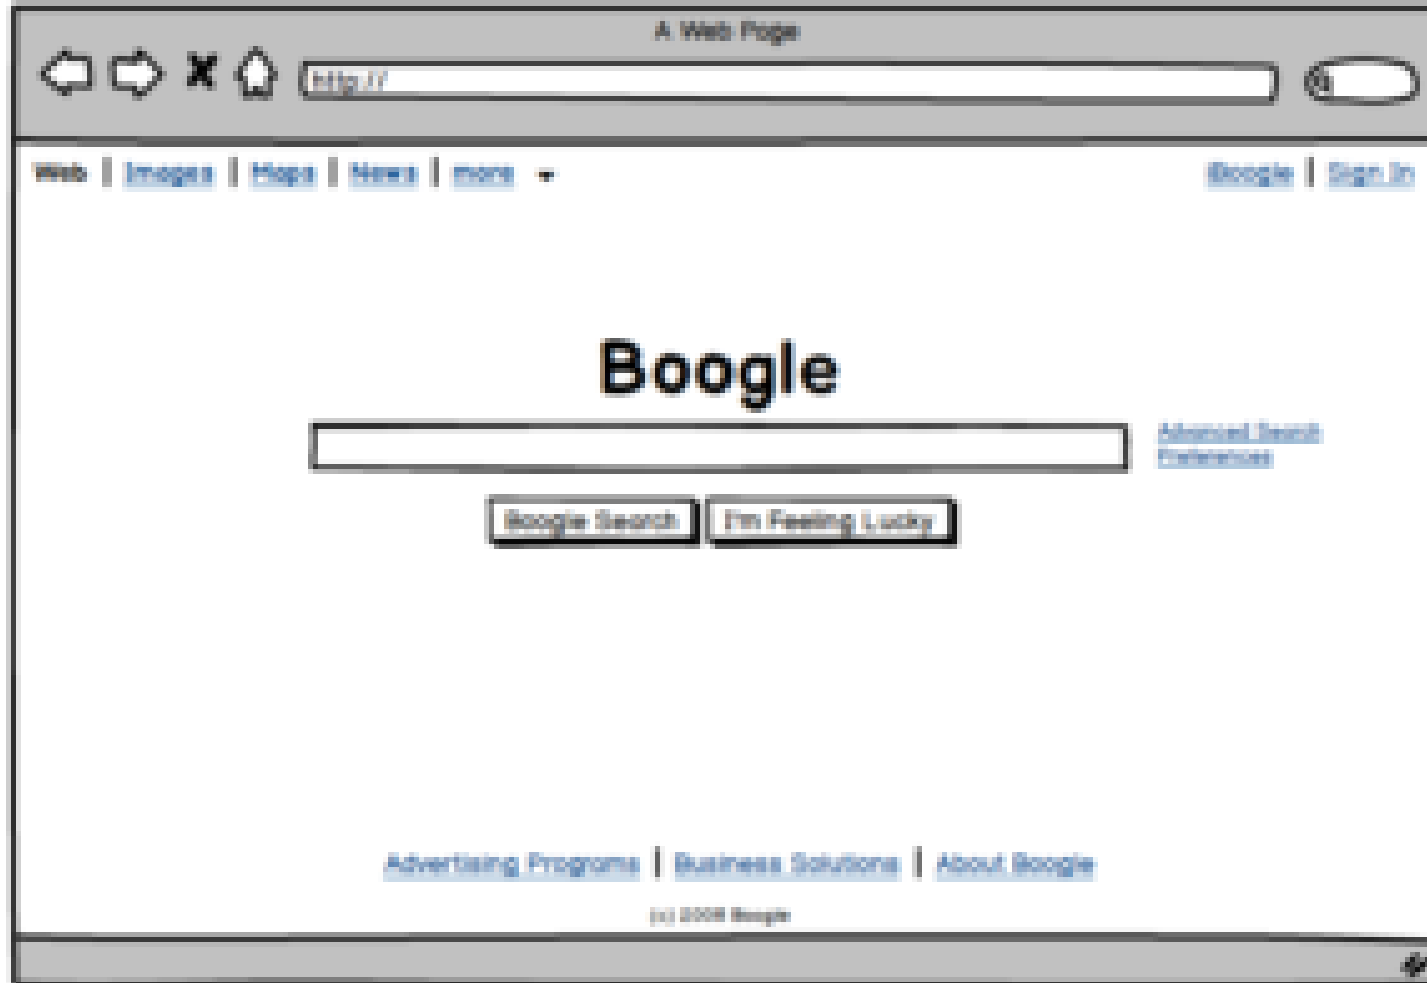 A Web Page
http://
Web | Images | Maps | News | more
iBoogle | Sign In
Boogle
Advanced Search
Preferences
Boogle Search I'm Feeling Lucky
Advertising Programs | Business Solutions | About Boogle
(c) 2008 Boogle